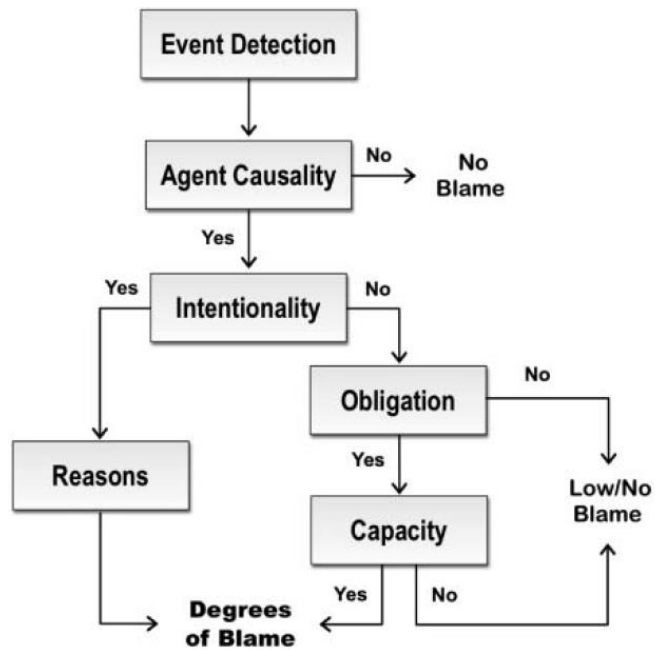 Event Detection
Agent Causality
No
No
Blame
Yes
Yes
Intentionality
No
Obligation
No
Reasons
Yes
Low/No
Blame
Capacity
Yes
No
Degrees
of Blame